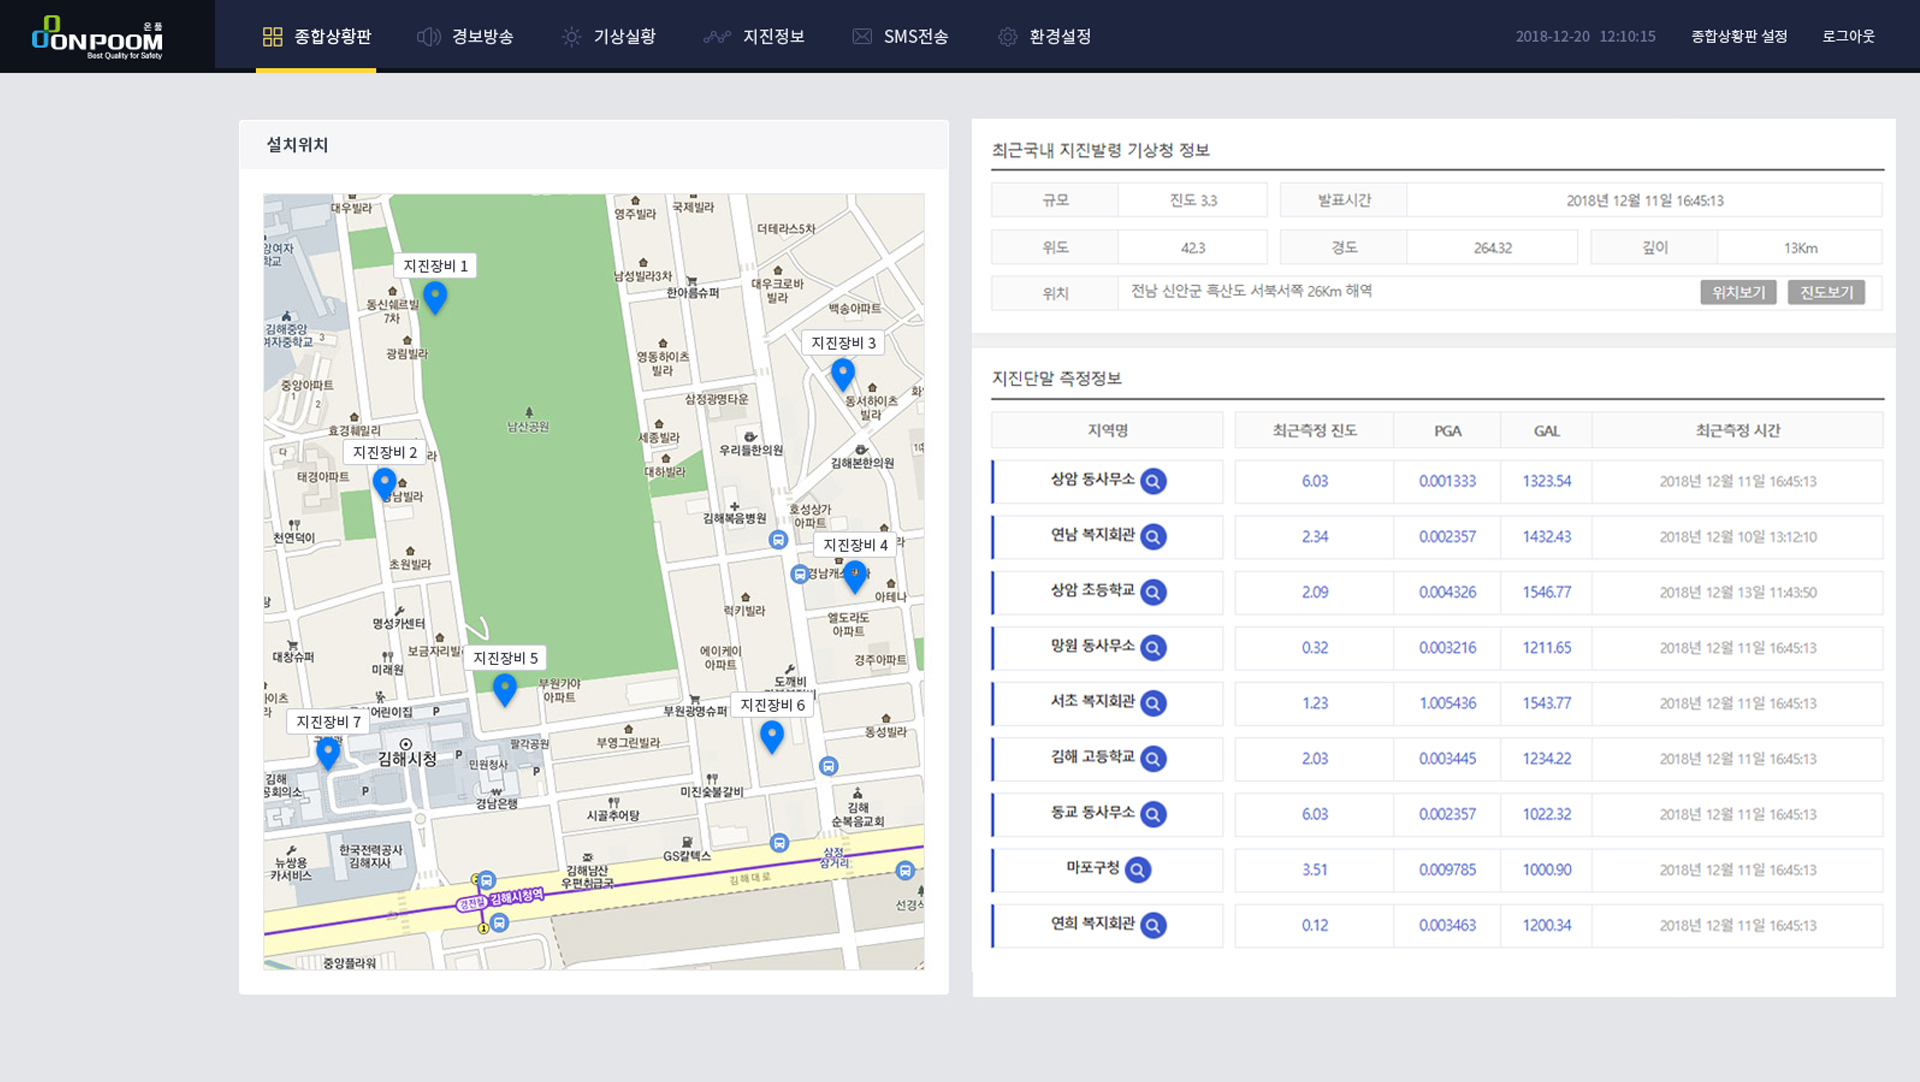 온품
OONPOOM
Best Quality for Safety
종합상황판 경보방송 기상실황 지진정보 SMS전송 환경설정
2018-12-20 12:10:15 종합상황판 설정 로그아웃
설치위치
대우빌라 영주빌라 국제빌라
더테라스5차
지진장비 1
남성빌라3차
한아름슈퍼
대우크로바
빌라
동신쉐르빌
7차
백송아파트
김해중앙
여자중학교 3
지진장비 3
광림빌라
영동하이츠
빌라
중앙아파트
1
2
삼정광명타운
동서하이츠
빌라
남산공원
효경훼밀리
세종빌라
우리들한의원
지진장비 2
김해본한의원
대하빌라
태경아파트
천연덕이
김해복음병원
호성상가
아파트
지진장비 4
초원빌라
아테나
럭키빌라
명성카센터
엘도라도
아파트
대창슈퍼
미래원
에이케이
아파트
경주아파트
지진장비 5
도깨비
부원가야
아파트
부원광명슈퍼
지진장비 6
지진장비 7
P
동성빌라
김해시청
P
민원청사
팔각공원
P
부영그린빌라
김해
P
경남은행
미진숯불갈비
시골추어탕
김해
순복음교회
뉴쌍용
카서비스
한국전력공사
김해지사
GS칼텍스
삼정
삼거리
김해남산
우편취급국
김해대로
경전철 김해시청역
1
중앙플라워
최근국내 지진발령 기상청 정보
규모 진도 3.3 발표시간 2018년 12월 11일 16:45:13
위도 42.3 경도 264.32 깊이 13Km
위치 전남 신안군 흑산도 서북서쪽 26Km 해역 위치보기 진도보기
지진단말 측정정보
지역명 최근측정 진도 PGA GAL 최근측정 시간
상암 동사무소 6.03 0.001333 1323.54 2018년 12월 11일 16:45:13
연남 복지회관 2.34 0.002357 1432.43 2018년 12월 10일 13:12:10
상암 초등학교 2.09 0.004326 1546.77 2018년 12월 13일 11:43:50
망원 동사무소 0.32 0.003216 1211.65 2018년 12월 11일 16:45:13
서초 복지회관 1.23 1.005436 1543.77 2018년 12월 11일 16:45:13
김해 고등학교 2.03 0.003445 1234.22 2018년 12월 11일 16:45:13
동교 동사무소 6.03 0.002357 1022.32 2018년 12월 11일 16:45:13
마포구청 3.51 0.009785 1000.90 2018년 12월 11일 16:45:13
연희 복지회관 0.12 0.003463 1200.34 2018년 12월 11일 16:45:13